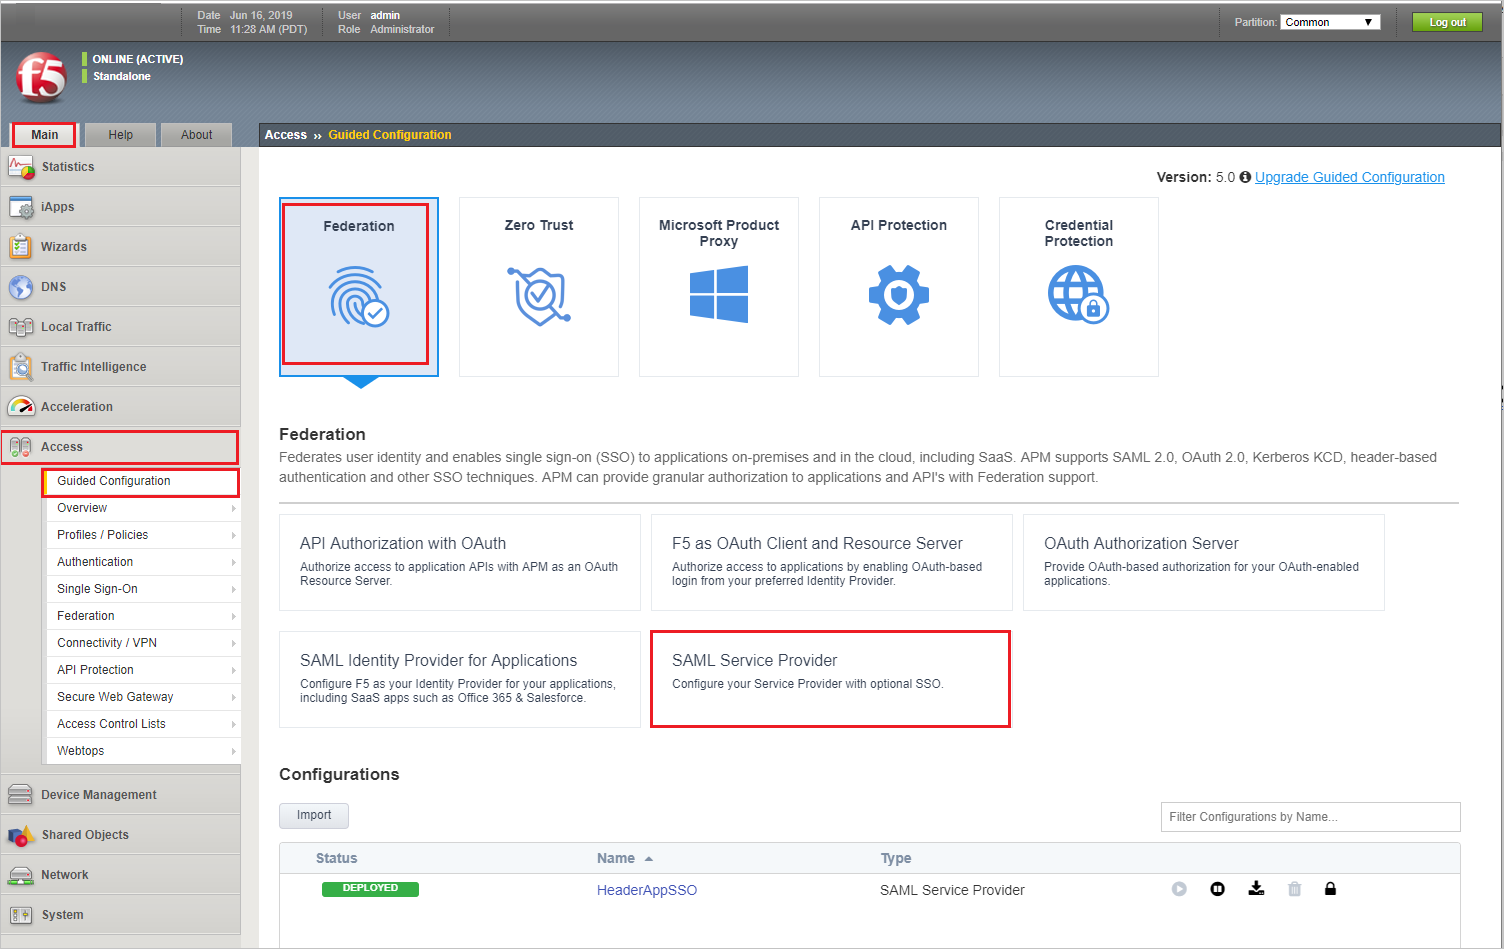 Date Jun 16, 2019
Time 11:28 AM (PDT)
User admin
Role Administrator
Partition: Common
Log out
f5
ONLINE (ACTIVE)
Standalone
Main
Help
About
Access ›› Guided Configuration
Statistics
iApps
Wizards
DNS
Local Traffic
Traffic Intelligence
Acceleration
Access
Guided Configuration
Overview
Profiles / Policies
Authentication
Single Sign-On
Federation
Connectivity / VPN
API Protection
Secure Web Gateway
Access Control Lists
Webtops
Device Management
Shared Objects
Network
System
Version: 5.0 Upgrade Guided Configuration
Federation
Zero Trust
Microsoft Product
Proxy
API Protection
Credential
Protection
Federation
Federates user identity and enables single sign-on (SSO) to applications on-premises and in the cloud, including SaaS. APM supports SAML 2.0, OAuth 2.0, Kerberos KCD, header-based
authentication and other SSO techniques. APM can provide granular authorization to applications and API's with Federation support.
API Authorization with OAuth
Authorize access to application APIs with APM as an OAuth
Resource Server.
F5 as OAuth Client and Resource Server
Authorize access to applications by enabling OAuth-based
login from your preferred Identity Provider.
OAuth Authorization Server
Provide OAuth-based authorization for your OAuth-enabled
applications.
SAML Identity Provider for Applications
Configure F5 as your Identity Provider for your applications,
including SaaS apps such as Office 365 & Salesforce.
SAML Service Provider
Configure your Service Provider with optional SSO.
Configurations
Import
Filter Configurations by Name...
Status Name Type
DEPLOYED HeaderAppSSO SAML Service Provider